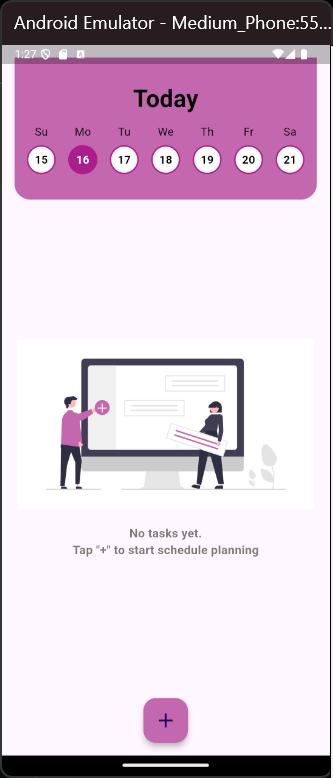 Android Emulator - Medium_Phone:55...
1:27
Today
Su Mo Tu We Th Fr Sa
15 16 17 18 19 20 21
No tasks yet.
Tap "+" to start schedule planning
+